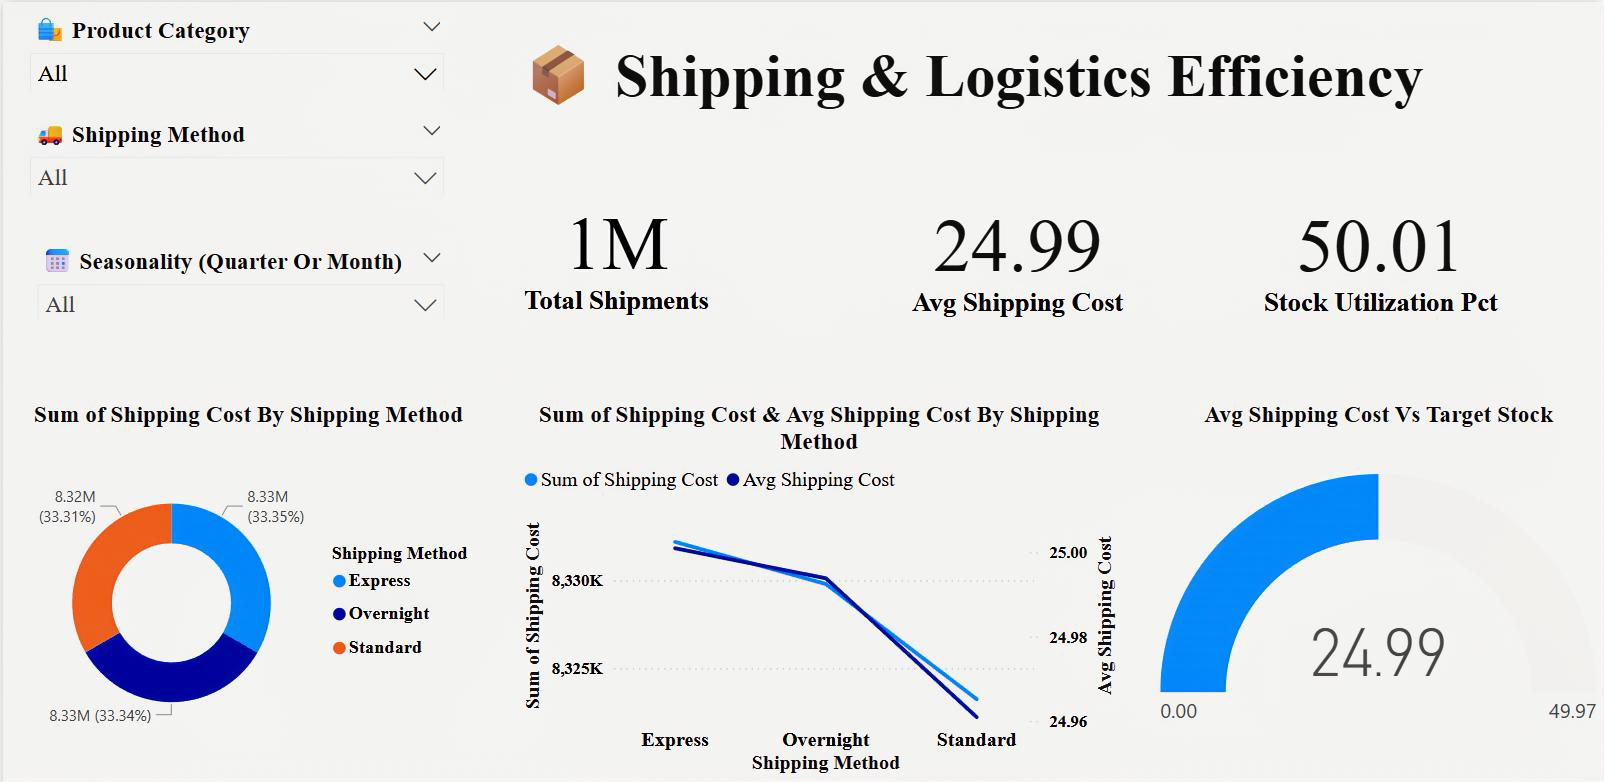 Product Category
All
Shipping Method
All
Seasonality (Quarter Or Month)
All
Shipping & Logistics Efficiency
1M
Total Shipments
24.99
Avg Shipping Cost
50.01
Stock Utilization Pct
Sum of Shipping Cost By Shipping Method
8.32M
(33.31%)
8.33M
(33.35%)
8.33M (33.34%)
Shipping Method
Express
Overnight
Standard
Sum of Shipping Cost & Avg Shipping Cost By Shipping
Method
Sum of Shipping Cost
Avg Shipping Cost
Sum of Shipping Cost
8,330K
8,325K
25.00
24.98
24.96
Avg Shipping Cost
Express
Overnight
Standard
Shipping Method
Avg Shipping Cost Vs Target Stock
24.99
0.00
49.97